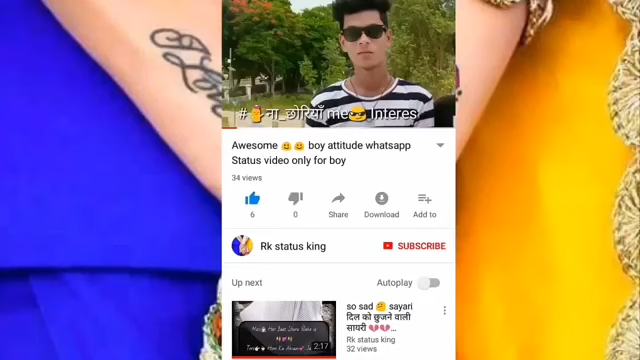 # ना_छोरियाँ me Interes
Awesome boy attitude whatsapp
Status video only for boy
34 views
6
0
Share
Download
Add to
Rk status king
SUBSCRIBE
Up next
Autoplay
so sad sayari
दिल को छुजने वाली
सायरी ...
Rk status king
32 views
2:17